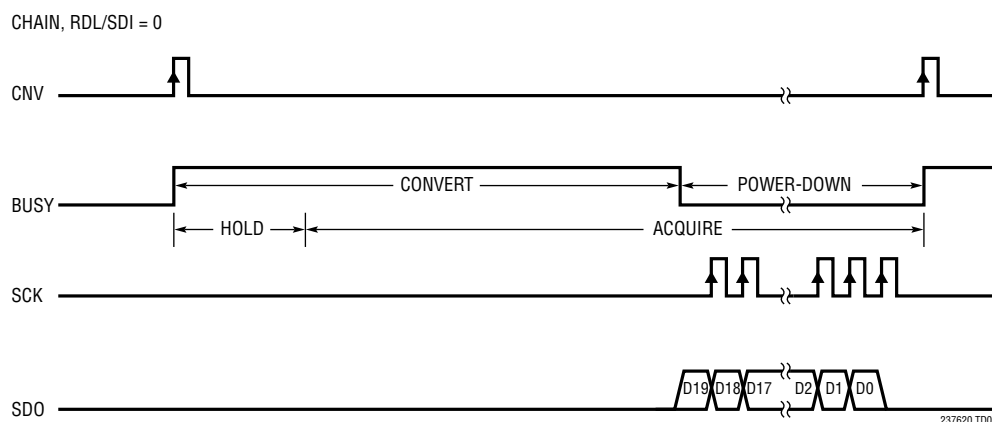 CHAIN, RDL/SDI = 0
CNV
CONVERT
POWER-DOWN
BUSY
HOLD
ACQUIRE
SCK
D19 D18 D17 D2 D1 D0
SDO
237620 TD0